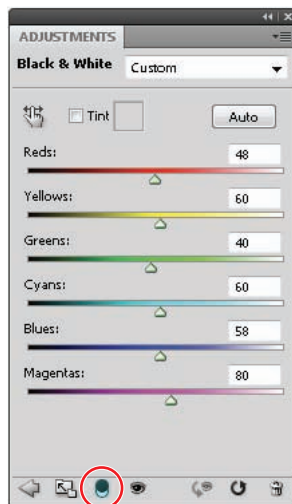 ADJUSTMENTS
Black & White Custom
Tint Auto
Reds: 48
Yellows: 60
Greens: 40
Cyans: 60
Blues: 58
Magentas: 80